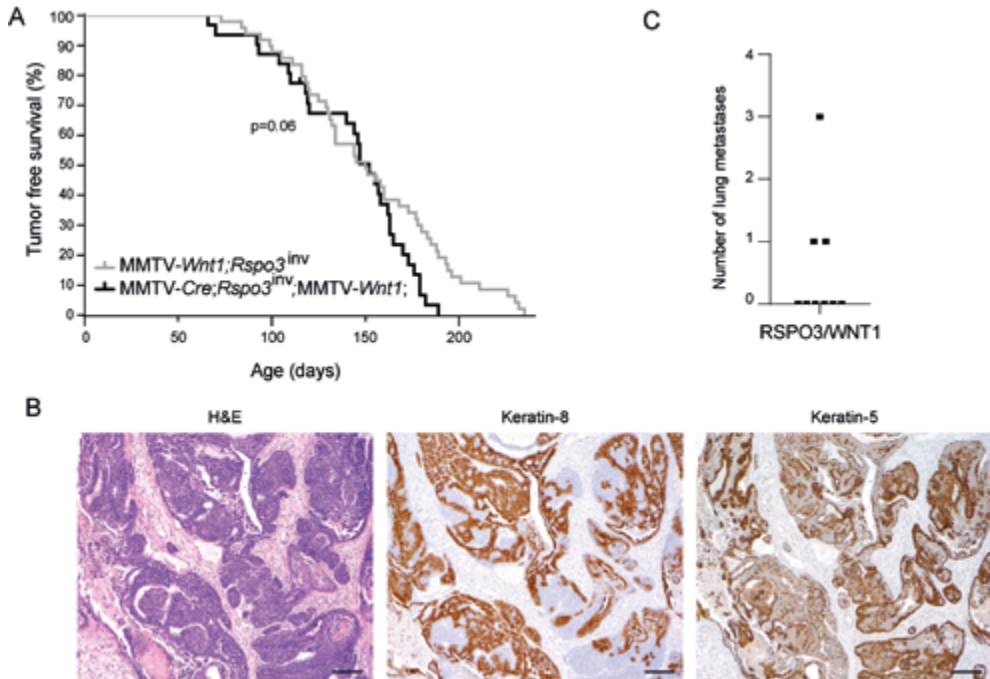 A
Tumor free survival (%)
100
90
80
70
60
50
40
30
20
10
0
p=0.06
MMTV-Wnt1;Rspo3inv
MMTV-Cre;Rspo3inv;MMTV-Wnt1;
0 50 100 150 200
Age (days)
C
Number of lung metastases
4
3
2
1
0
RSPO3/WNT1
B
H&E Keratin-8 Keratin-5